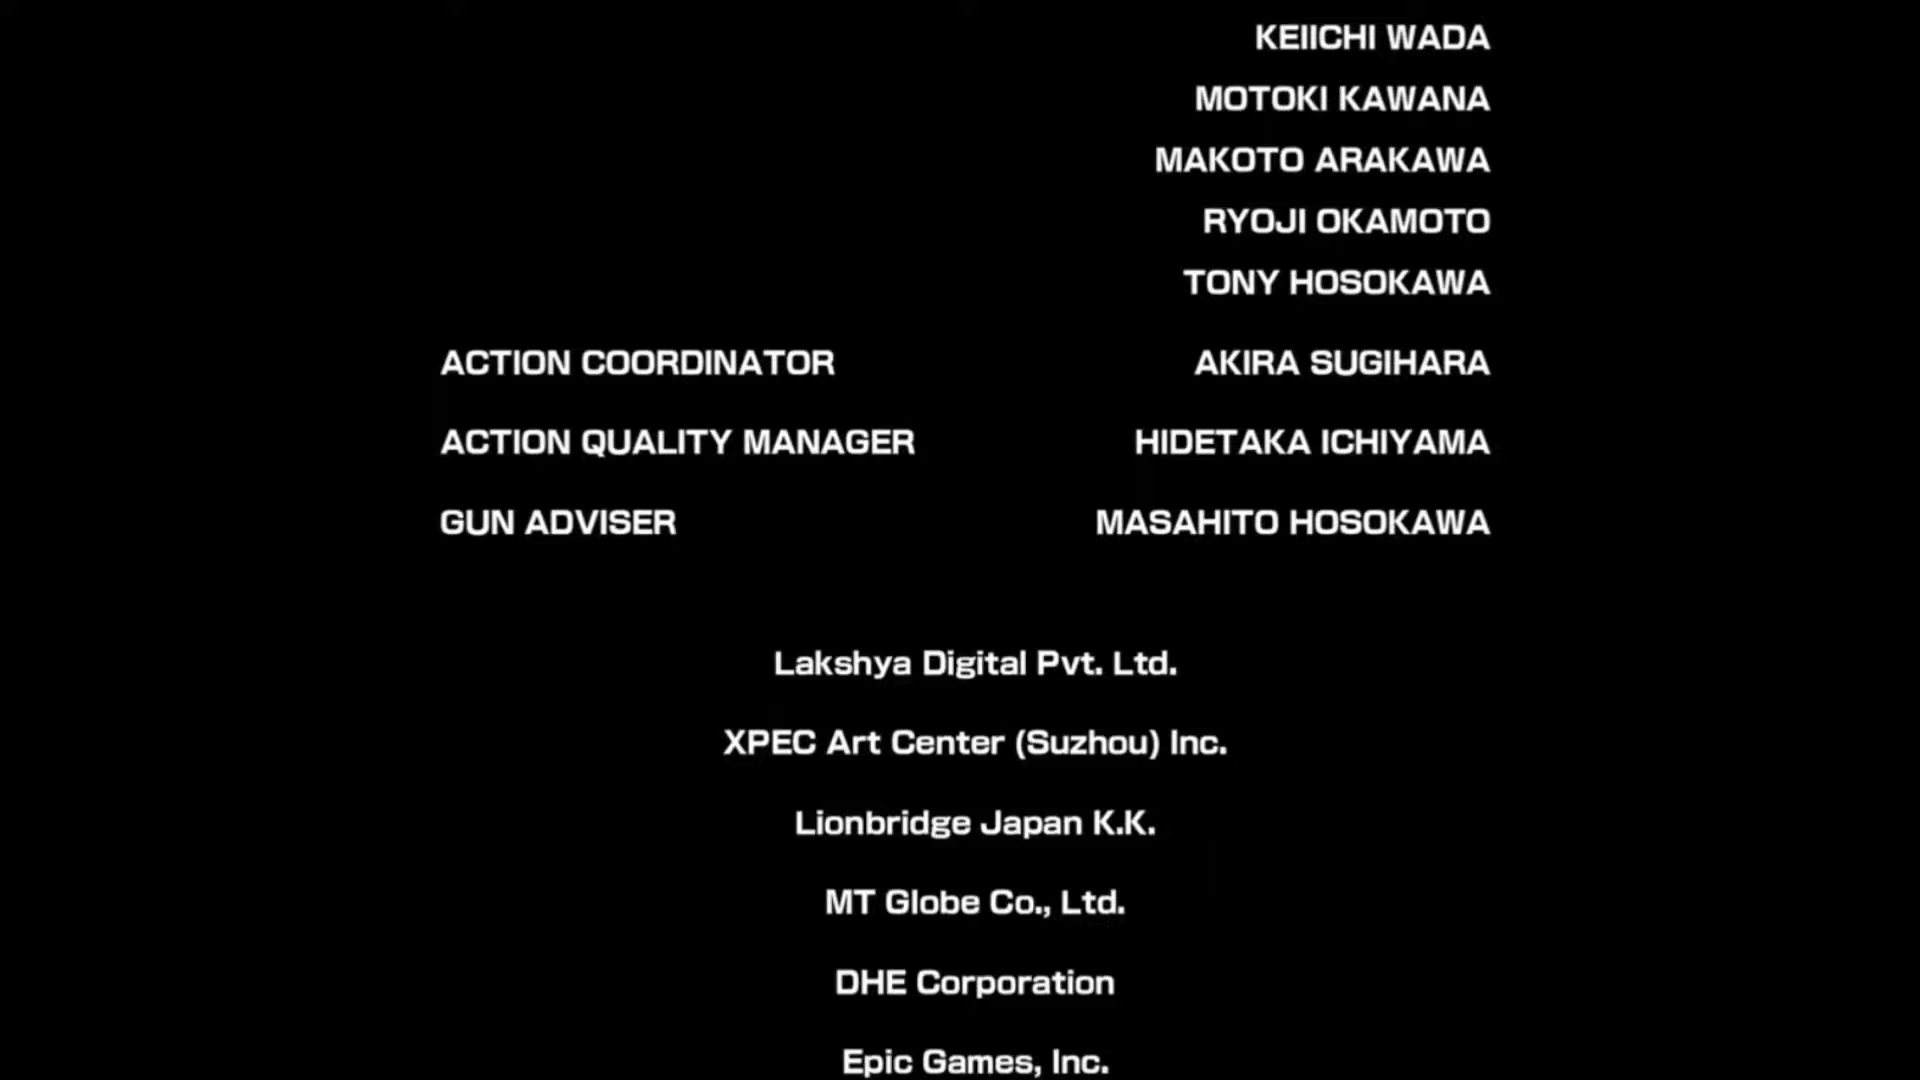 KEIICHI WADA
MOTOKI KAWANA
MAKOTO ARAKAWA
RYOJI OKAMOTO
TONY HOSOKAWA
ACTION COORDINATOR AKIRA SUGIHARA
ACTION QUALITY MANAGER HIDETAKA ICHIYAMA
GUN ADVISER MASAHITO HOSOKAWA
Lakshya Digital Pvt. Ltd.
XPEC Art Center (Suzhou) Inc.
Lionbridge Japan K.K.
MT Globe Co., Ltd.
DHE Corporation
Epic Games, Inc.